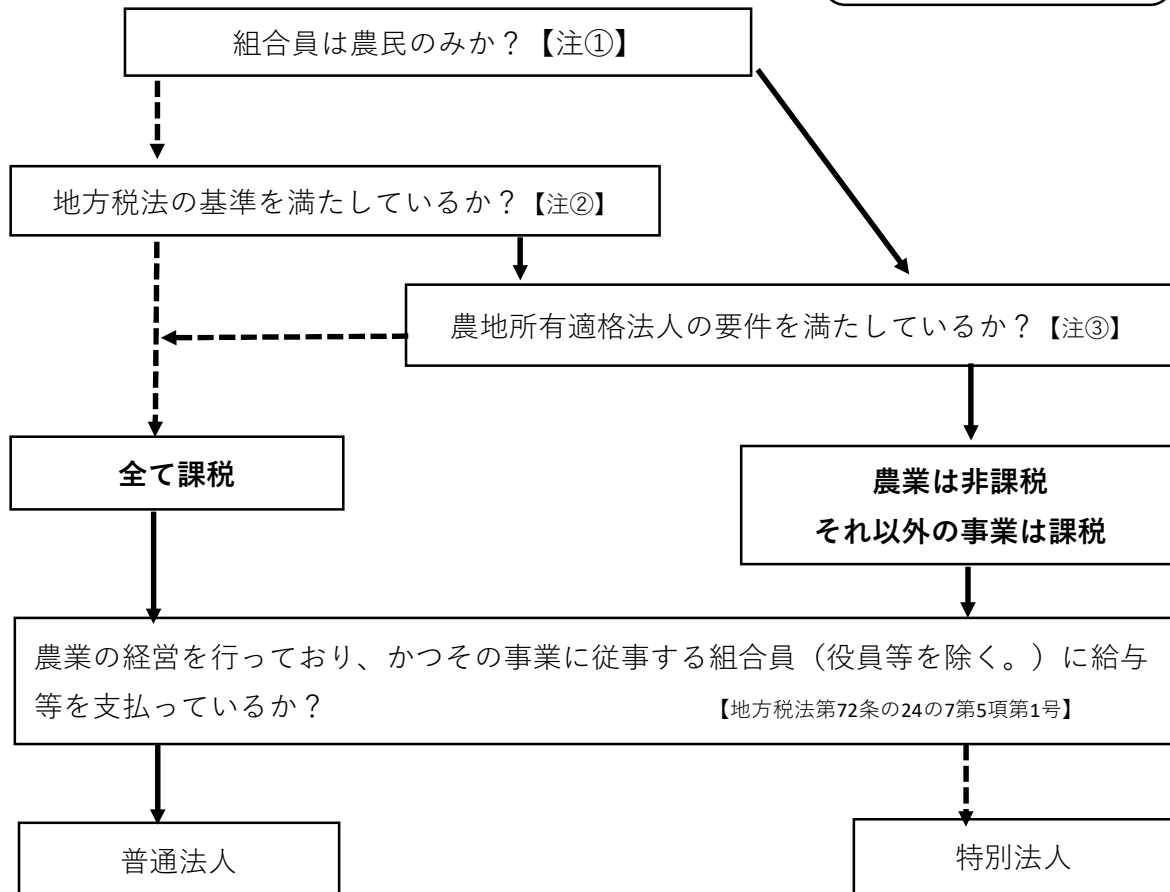 組合員は農民のみか？【注①】
地方税法の基準を満たしているか？【注②】
農地所有適格法人の要件を満たしているか？【注③】
全て課税
農業は非課税
それ以外の事業は課税
農業の経営を行っており、かつその事業に従事する組合員（役員等を除く。）に給与
等を支払っているか？
【地方税法第72条の24の7第5項第1号】
普通法人
特別法人